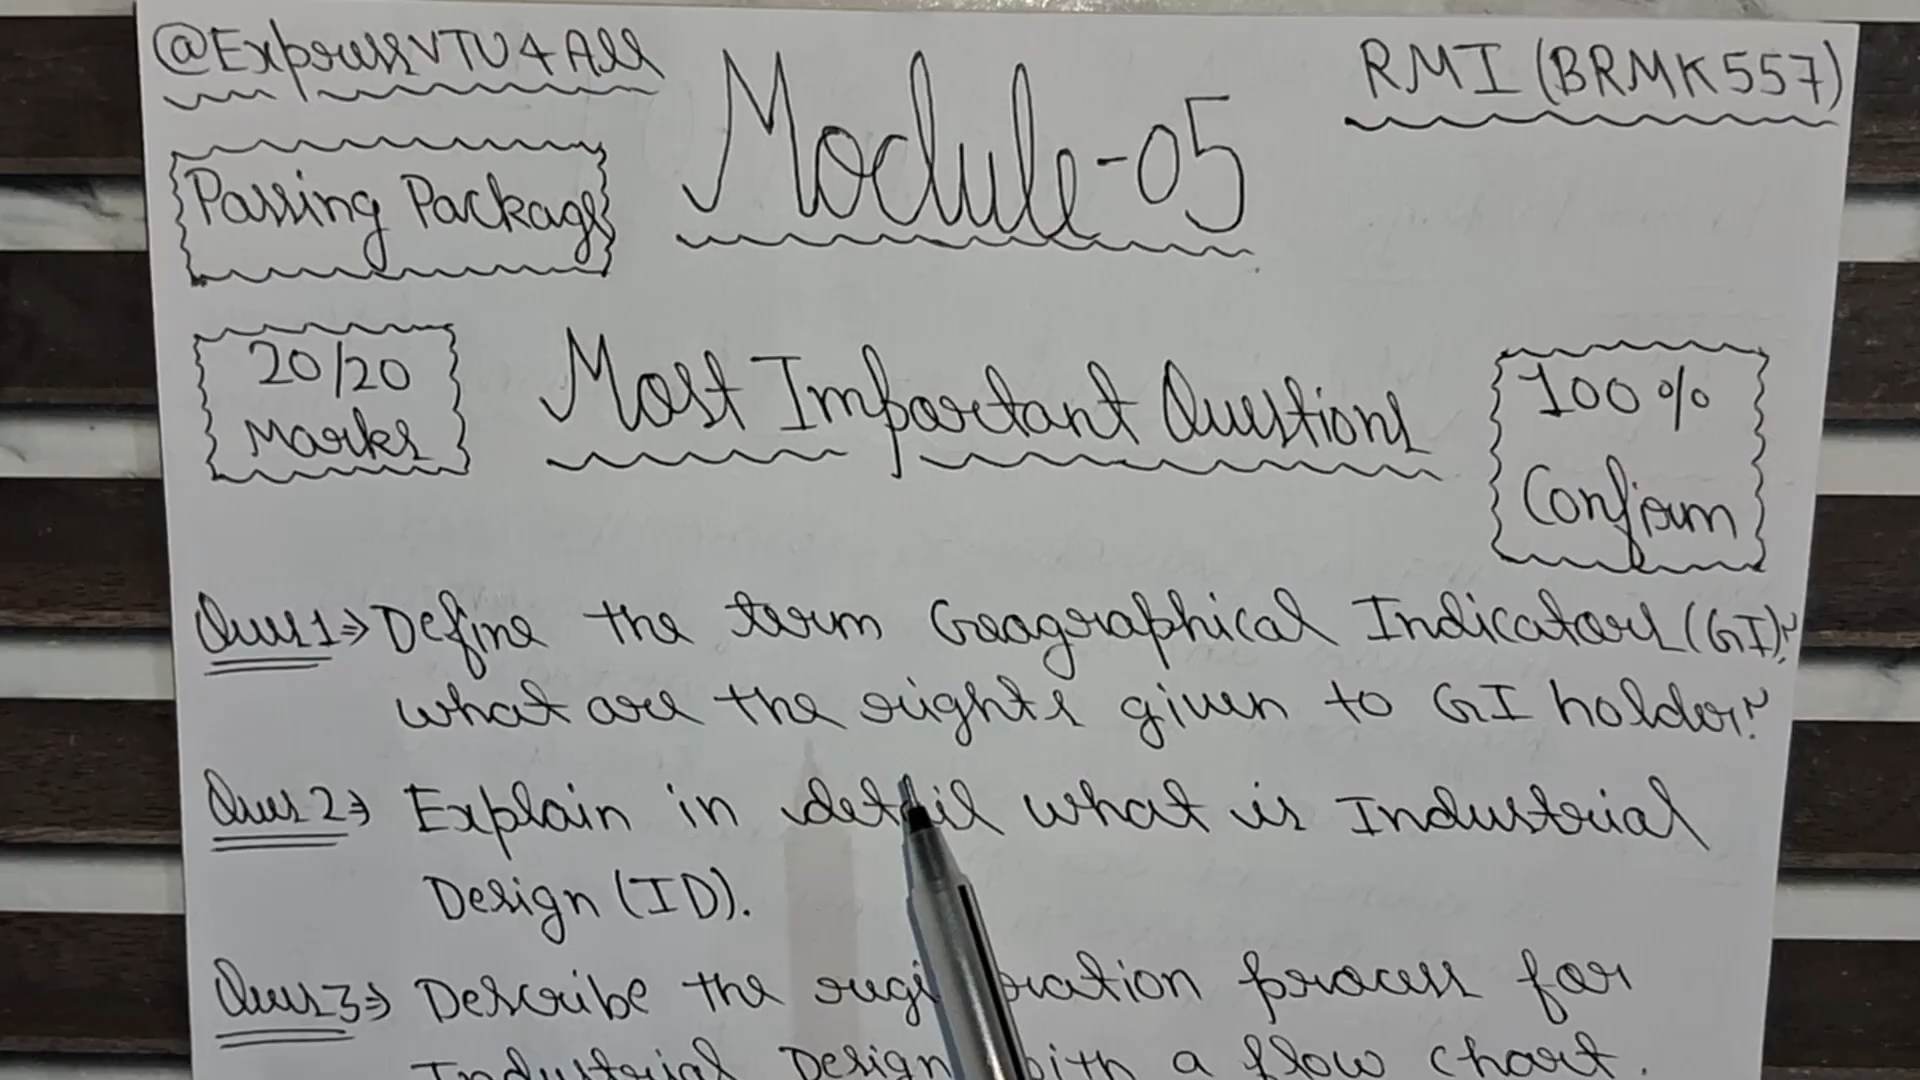 @ExpressVTU4All
RMI (BRMK557)
Module-05
Passing Package
20/20
Marks
Most Important Questions
100%
Confirm
Ques1⇒ Define the term Geographical Indicators (GI)?
what are the rights given to GI holder?
Ques2⇒ Explain in detail what is Industrial
Design (ID).
Ques3⇒ Describe the registration process for
Industrial Design with a flow chart.